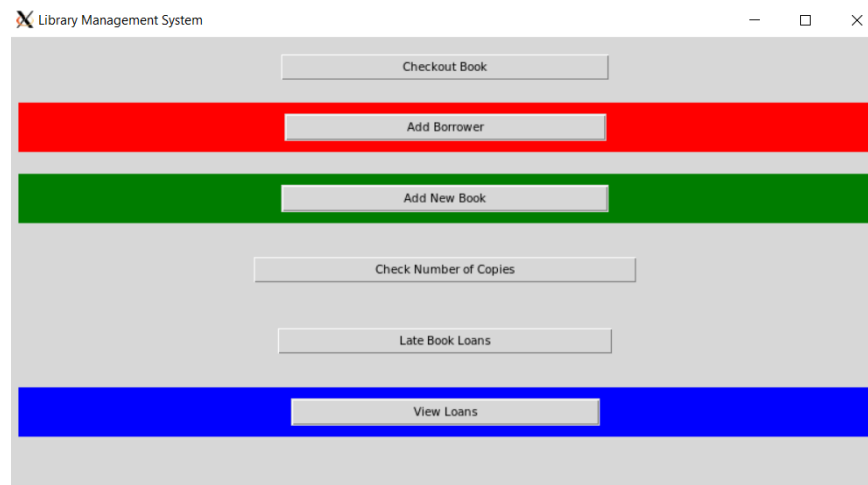 Library Management System
Checkout Book
Add Borrower
Add New Book
Check Number of Copies
Late Book Loans
View Loans